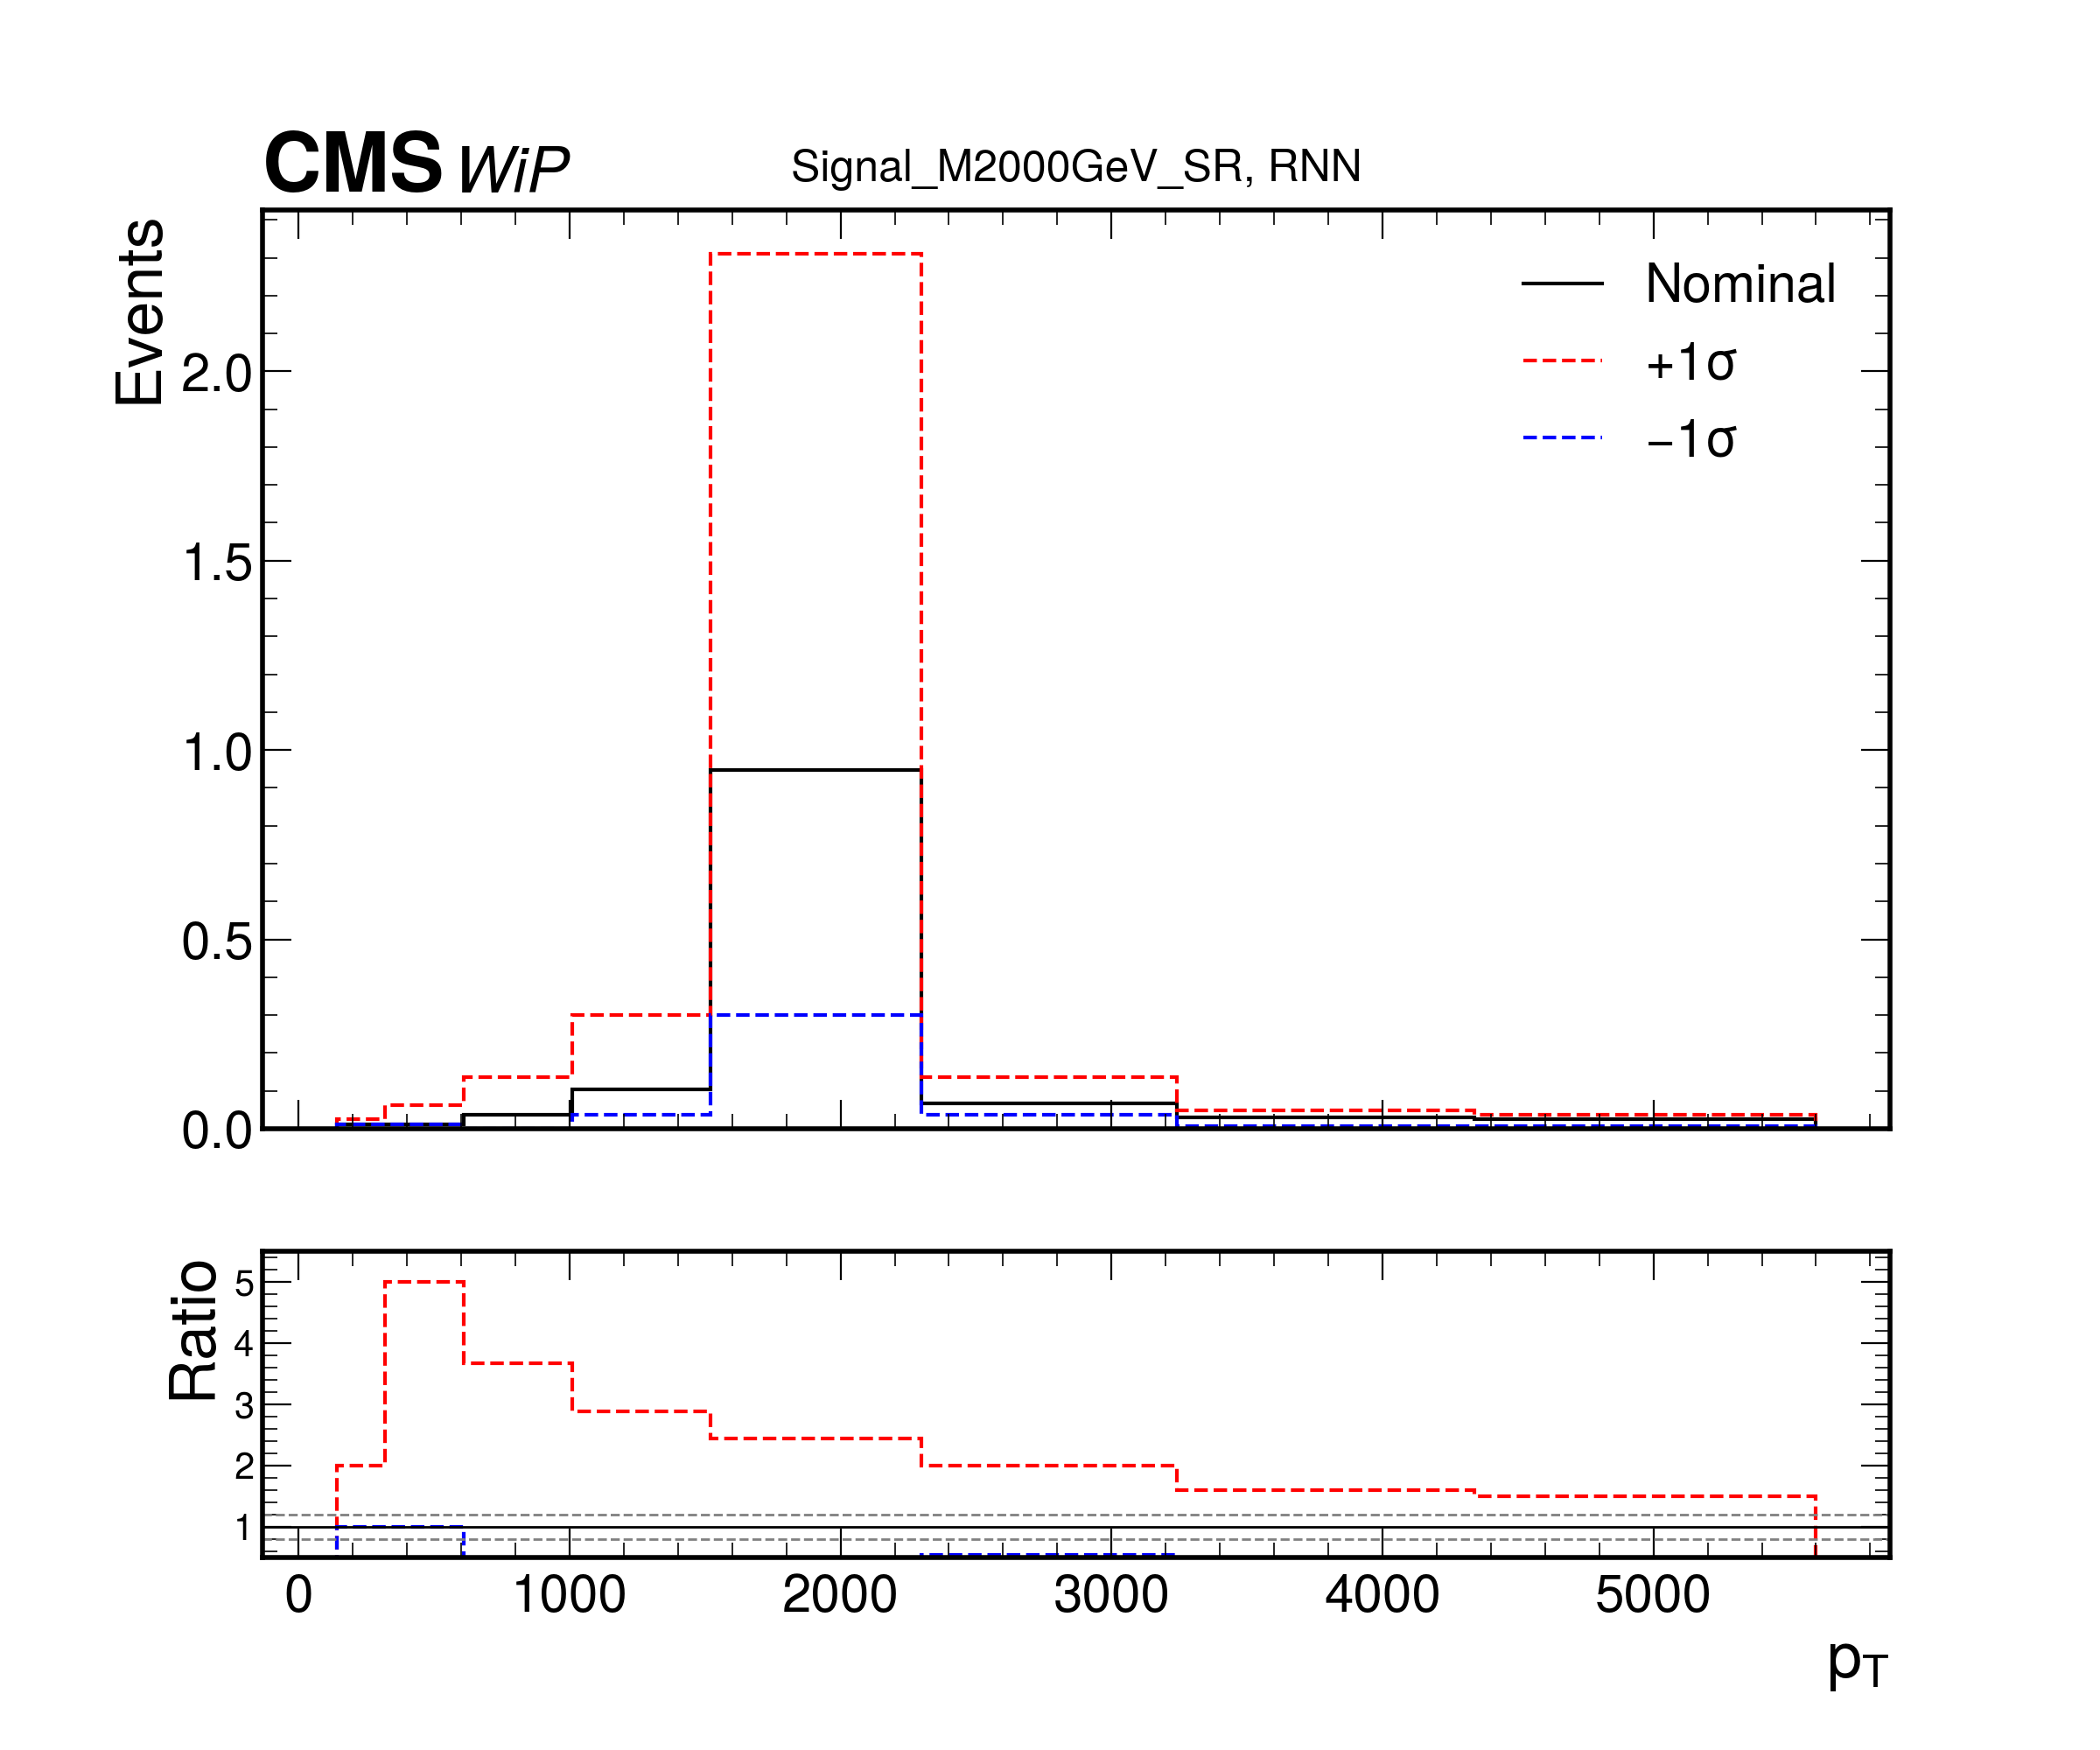 CMS WiP
Signal_M2000GeV_SR, RNN
Events
2.0
1.5
1.0
0.5
0.0
Nominal
+1σ
−1σ
Ratio
5
4
3
2
1
0 1000 2000 3000 4000 5000
pT